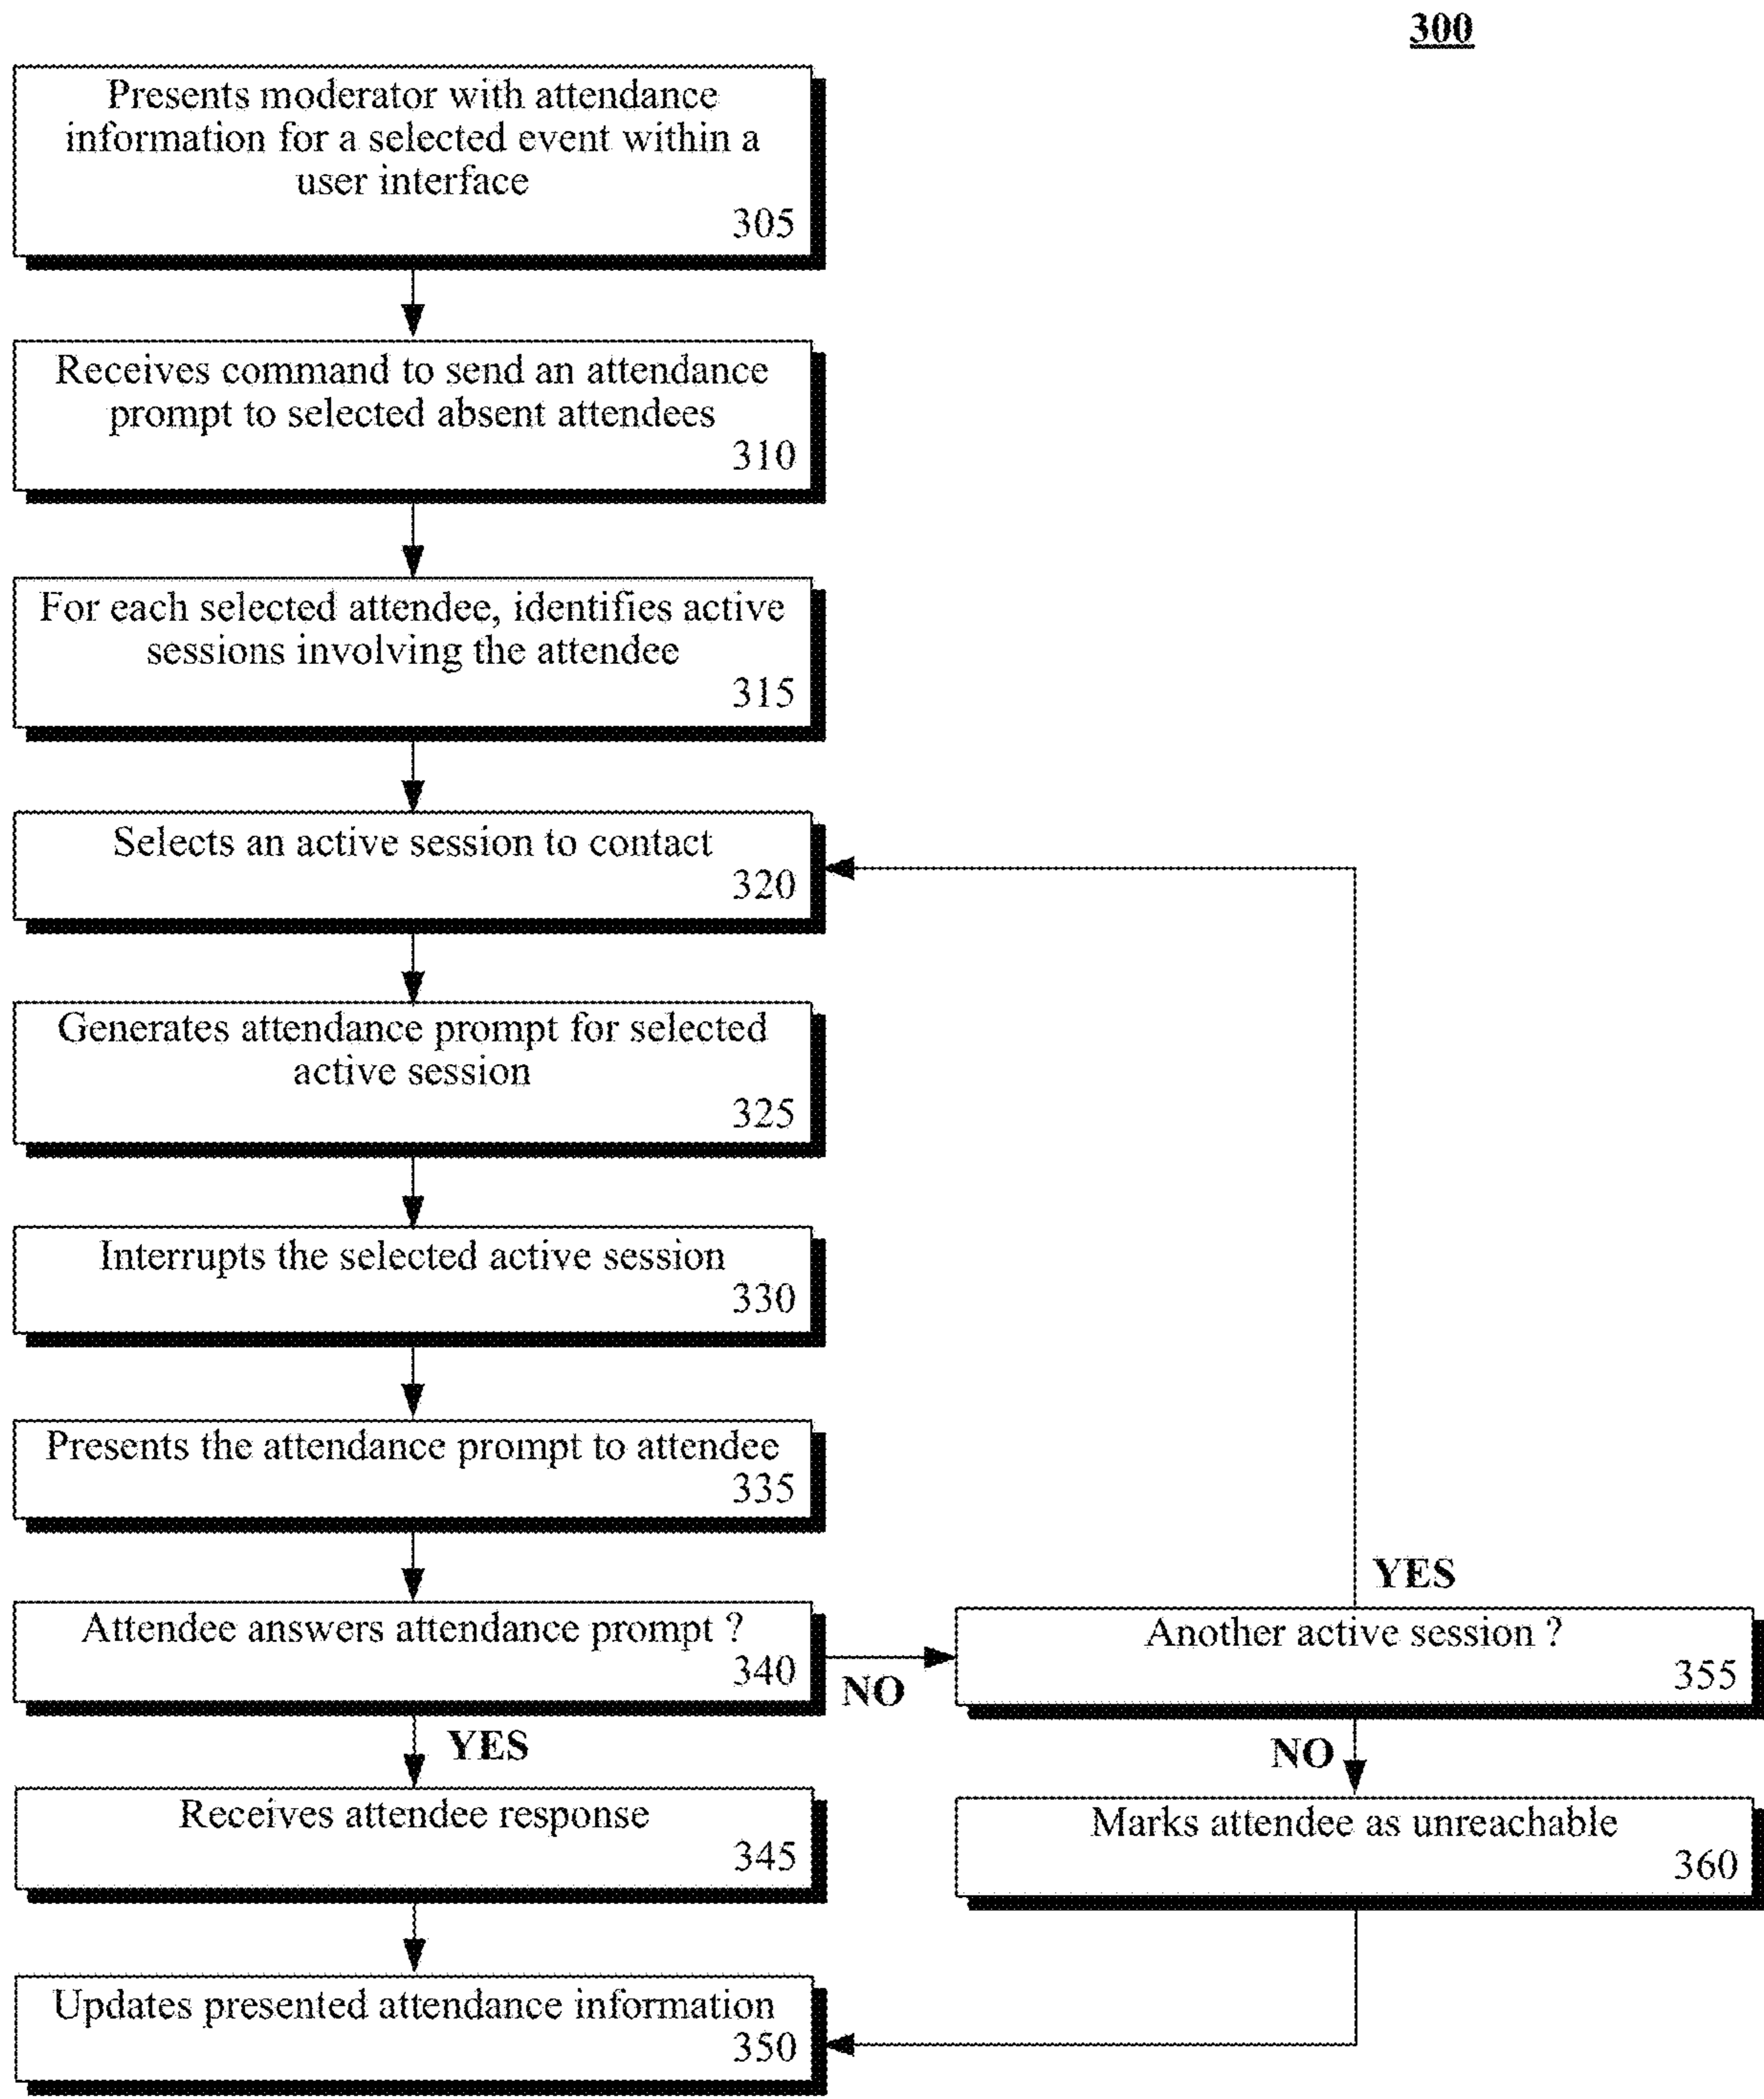 300
Presents moderator with attendance
information for a selected event within a
user interface
305
Receives command to send an attendance
prompt to selected absent attendees
310
For each selected attendee, identifies active
sessions involving the attendee
315
Selects an active session to contact
320
Generates attendance prompt for selected
active session
325
Interrupts the selected active session
330
Presents the attendance prompt to attendee
335
Attendee answers attendance prompt ?
340
NO
YES
Another active session ?
355
YES
NO
Receives attendee response
345
Marks attendee as unreachable
360
Updates presented attendance information
350